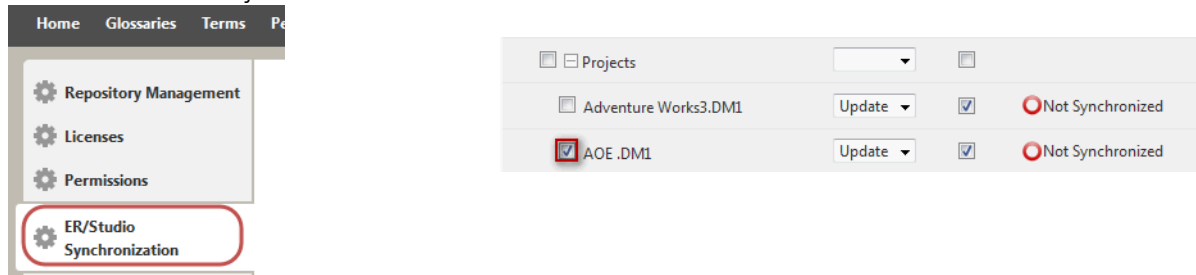 Home Glossaries Terms
Repository Management
Licenses
Permissions
ER/Studio
Synchronization
Projects
Adventure Works3.DM1 Update Not Synchronized
AOE .DM1 Update Not Synchronized